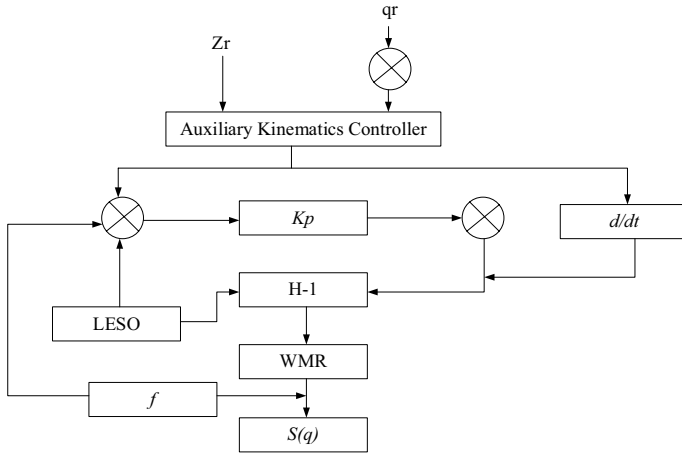 qr
Zr
Auxiliary Kinematics Controller
Kp
d/dt
H-1
LESO
WMR
f
S(q)